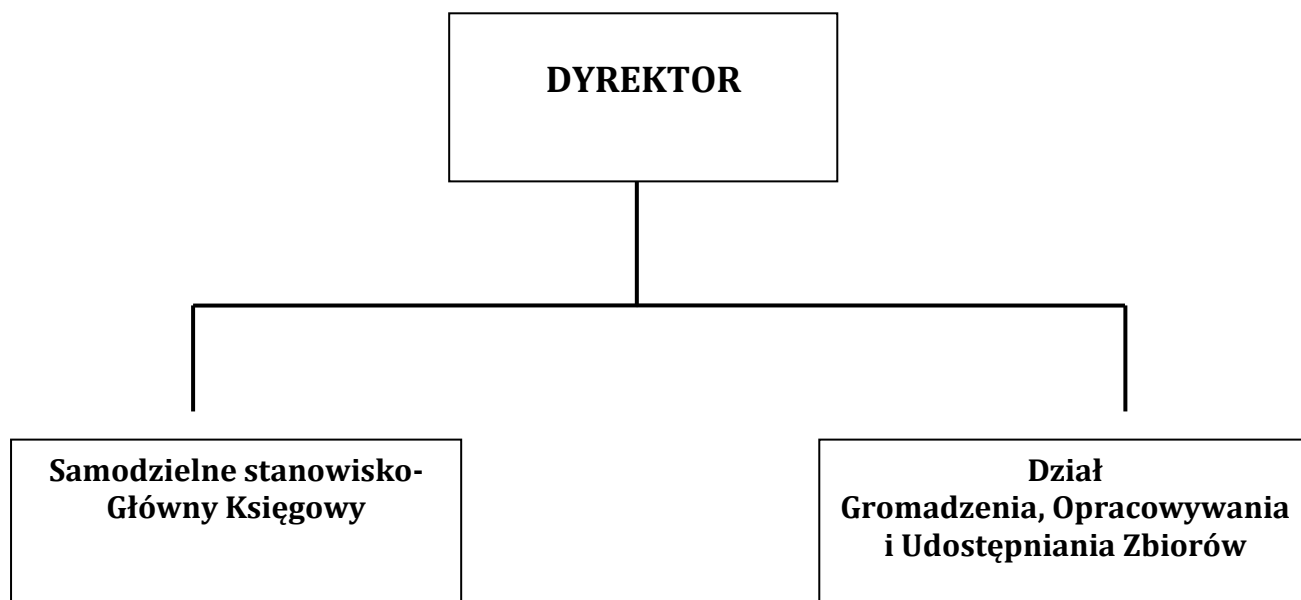 DYREKTOR
Samodzielne stanowisko-
Główny Księgowy
Dział
Gromadzenia, Opracowywania
i Udostępniania Zbiorów